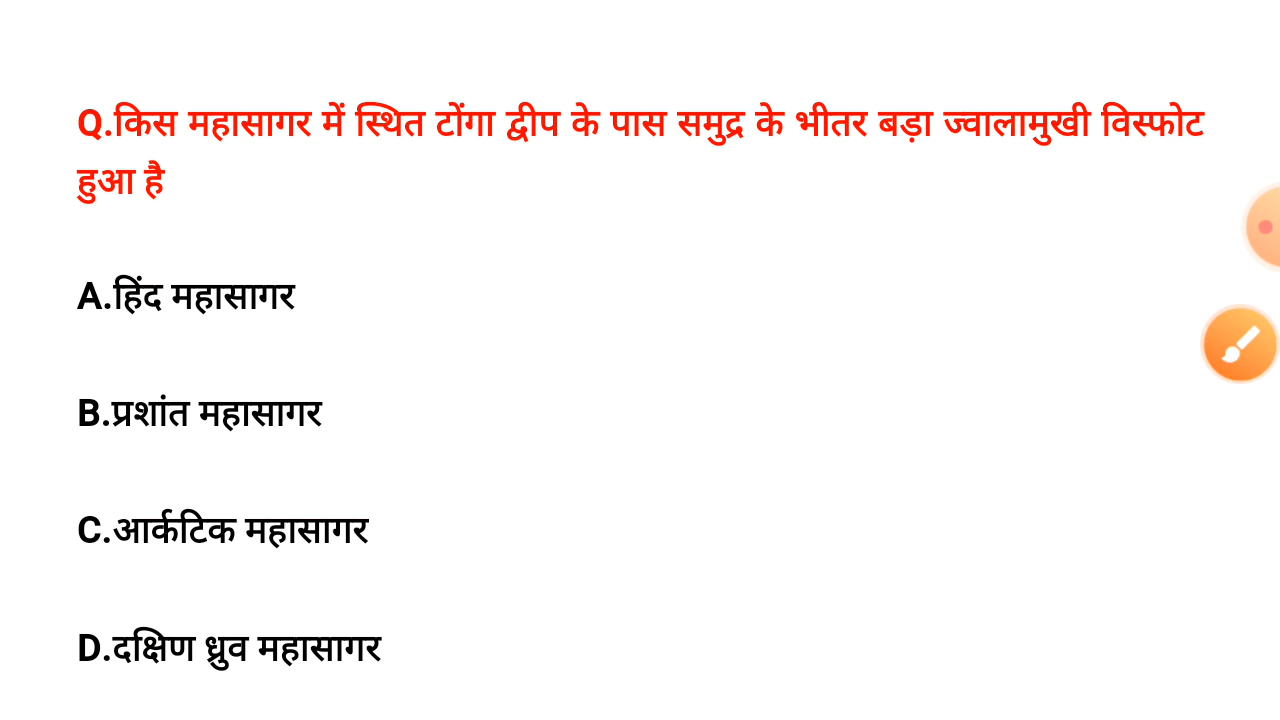 Q.किस महासागर में स्थित टोंगा द्वीप के पास समुद्र के भीतर बड़ा ज्वालामुखी विस्फोट
हुआ है
A.हिंद महासागर
B.प्रशांत महासागर
C.आर्कटिक महासागर
D.दक्षिण ध्रुव महासागर